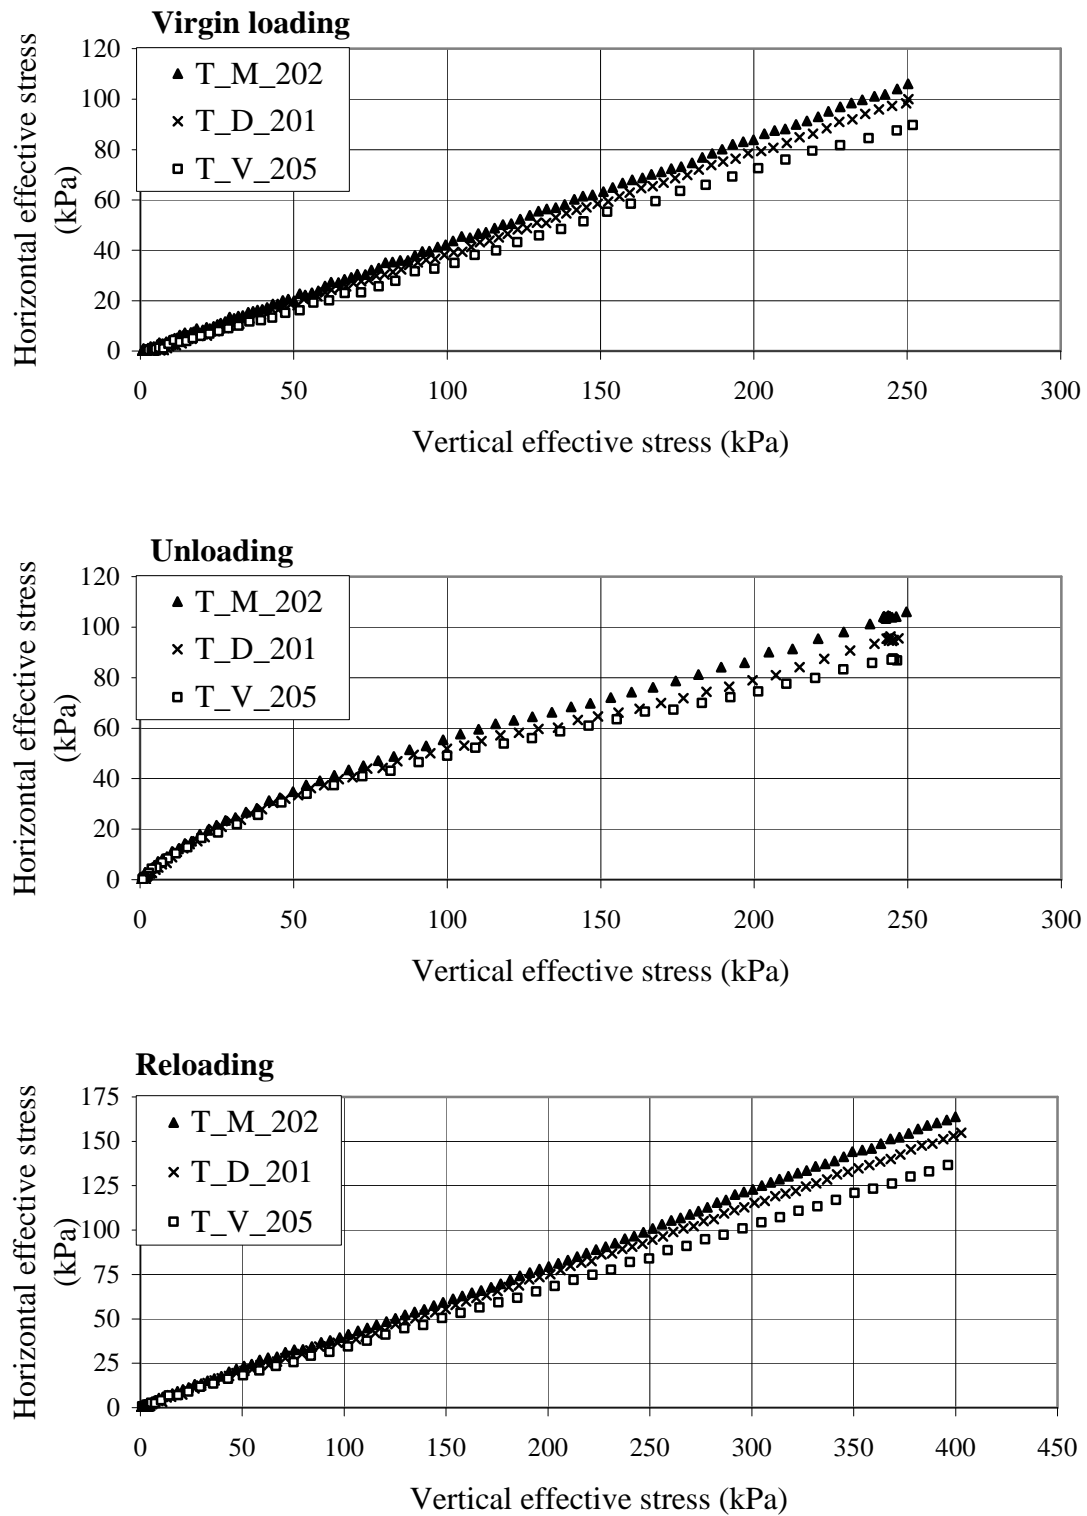 Virgin loading
Horizontal effective stress
(kPa)
120
100
80
60
40
20
0
T_M_202
T_D_201
T_V_205
0 50 100 150 200 250 300
Vertical effective stress (kPa)
Unloading
Horizontal effective stress
(kPa)
120
100
80
60
40
20
0
T_M_202
T_D_201
T_V_205
0 50 100 150 200 250 300
Vertical effective stress (kPa)
Reloading
Horizontal effective stress
(kPa)
175
150
125
100
75
50
25
0
T_M_202
T_D_201
T_V_205
0 50 100 150 200 250 300 350 400 450
Vertical effective stress (kPa)